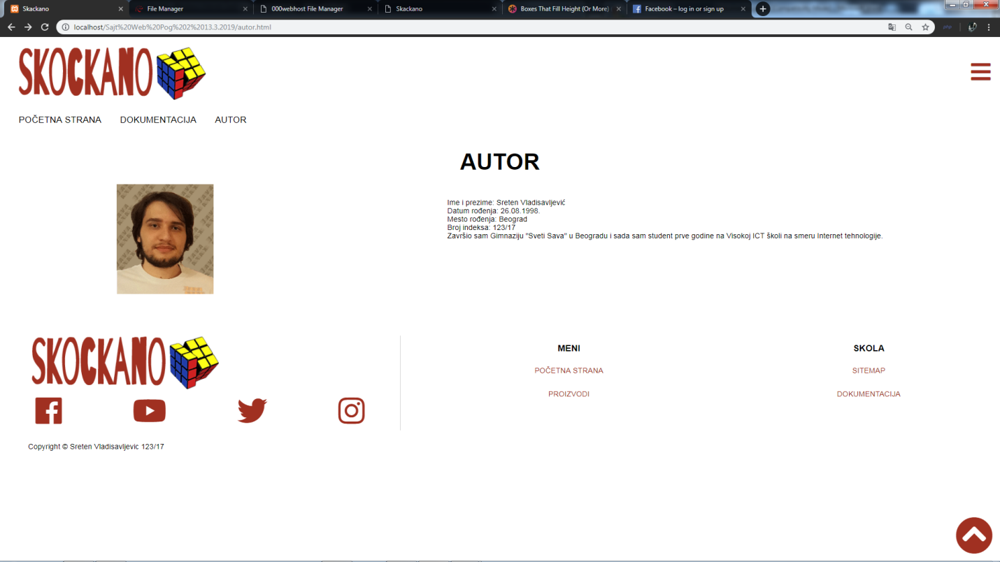 Skackano
File Manager
000webhost File Manager
Skackano
Boxes That Fill Height (Or More)
Facebook – log in or sign up
localhost/Sajt%20Web%20Pog%202%2013.3.2019/autor.html
php
SKOCKANO
POČETNA STRANA DOKUMENTACIJA AUTOR
AUTOR
Ime i prezime: Sreten Vladisavljević
Datum rođenja: 26.08.1998.
Mesto rođenja: Beograd
Broj indeksa: 123/17
Završio sam Gimnaziju "Sveti Sava" u Beogradu i sada sam student prve godine na Visokoj ICT školi na smeru Internet tehnologije.
SKOCKANO
MENI
POČETNA STRANA
PROIZVODI
SKOLA
SITEMAP
DOKUMENTACIJA
Copyright © Sreten Vladisavljevic 123/17